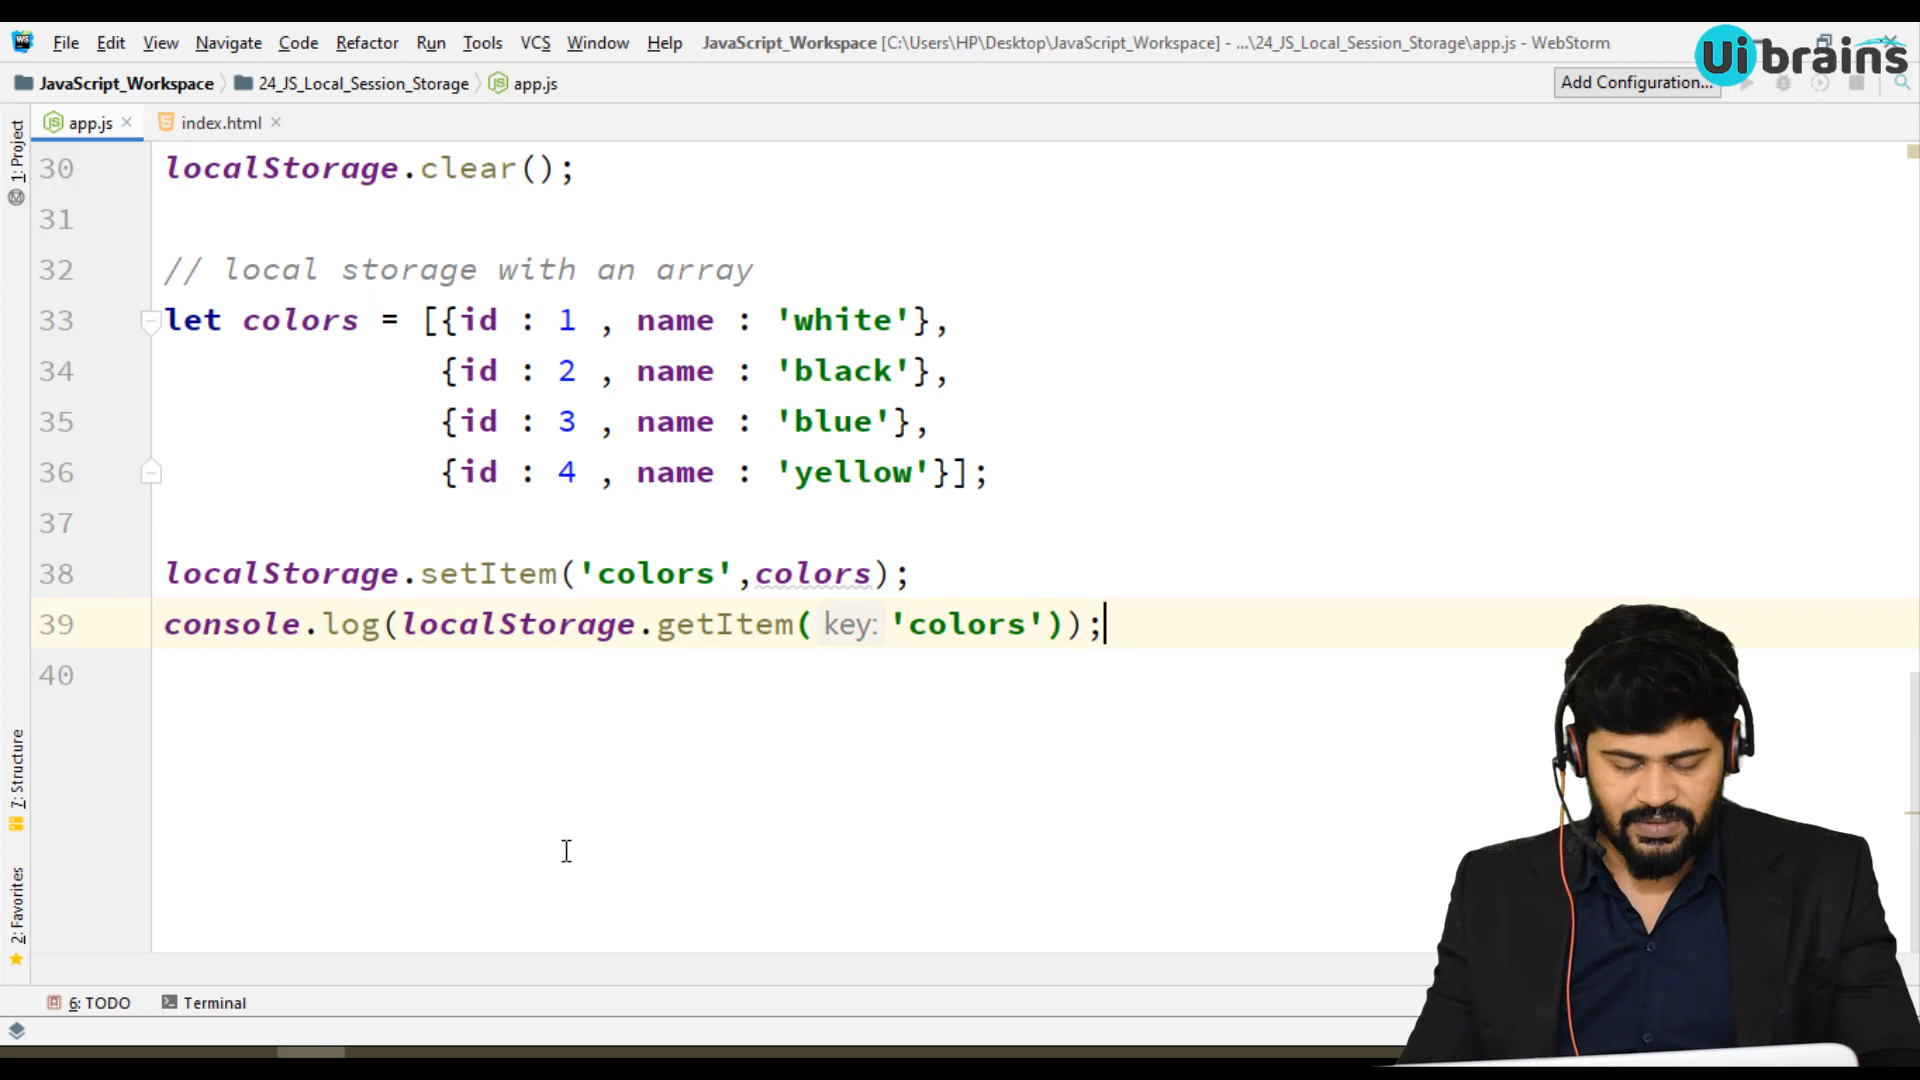 File Edit View Navigate Code Refactor Run Tools VCS Window Help JavaScript_Workspace [C:\Users\HP\Desktop\JavaScript_Workspace] - ...\24_JS_Local_Session_Storage\app.js - WebStorm
Ui brains
JavaScript_Workspace 24_JS_Local_Session_Storage app.js
Add Configuration...
app.js index.html
1: Project
7: Structure
2: Favorites
30 localStorage.clear();
31
32 // local storage with an array
33 let colors = [{id : 1 , name : 'white'},
34 {id : 2 , name : 'black'},
35 {id : 3 , name : 'blue'},
36 {id : 4 , name : 'yellow'}];
37
38 localStorage.setItem('colors',colors);
39 console.log(localStorage.getItem( key: 'colors'));
40
6: TODO Terminal